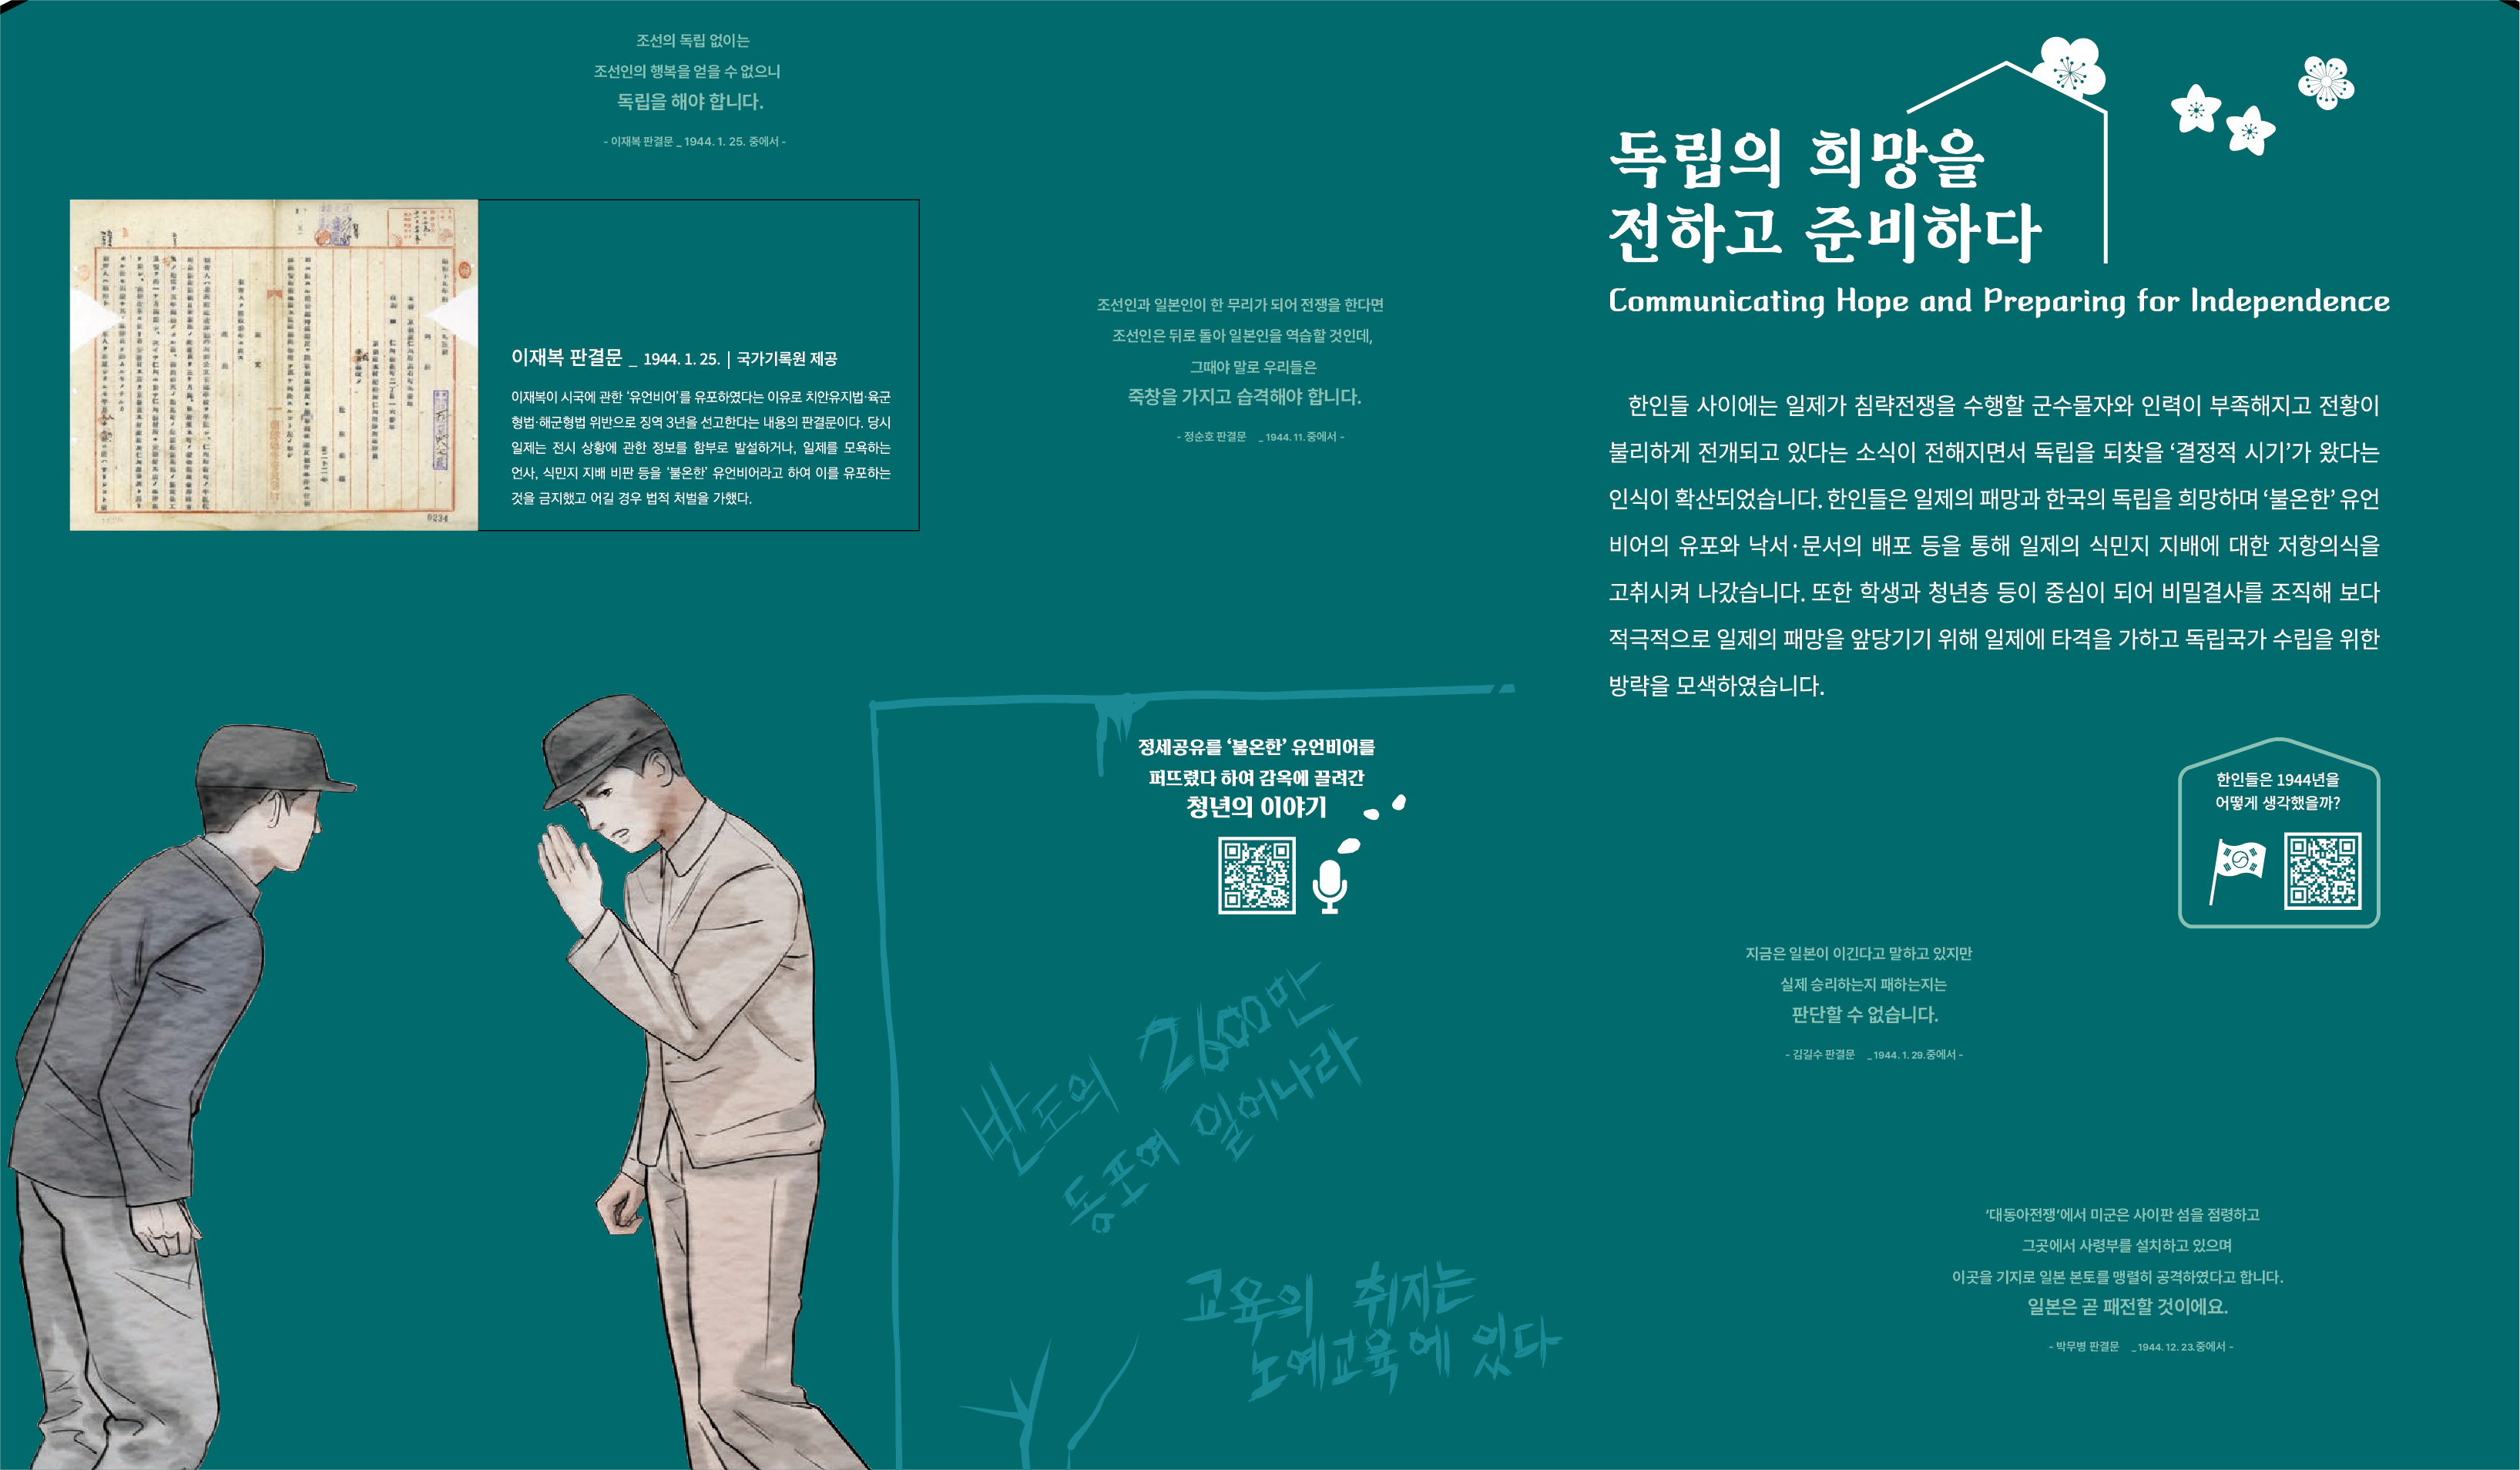 조선의 독립 없이는
조선인의 행복을 얻을 수 없으니
독립을 해야 합니다.
- 이재복 판결문 _ 1944. 1. 25. 중에서 -
이재복 판결문 _ 1944. 1. 25. | 국가기록원 제공
이재복이 시국에 관한 ‘유언비어’를 유포하였다는 이유로 치안유지법·육군
형법·해군형법 위반으로 징역 3년을 선고한다는 내용의 판결문이다. 당시
일제는 전시 상황에 관한 정보를 함부로 발설하거나, 일제를 모욕하는
언사, 식민지 지배 비판 등을 ‘불온한’ 유언비어라고 하여 이를 유포하는
것을 금지했고 어길 경우 법적 처벌을 가했다.
0234
조선인과 일본인이 한 무리가 되어 전쟁을 한다면
조선인은 뒤로 돌아 일본인을 역습할 것인데,
그때야 말로 우리들은
죽창을 가지고 습격해야 합니다.
- 정순호 판결문 _ 1944. 11. 중에서 -
독립의 희망을
전하고 준비하다
Communicating Hope and Preparing for Independence
한인들 사이에는 일제가 침략전쟁을 수행할 군수물자와 인력이 부족해지고 전황이
불리하게 전개되고 있다는 소식이 전해지면서 독립을 되찾을 ‘결정적 시기’가 왔다는
인식이 확산되었습니다. 한인들은 일제의 패망과 한국의 독립을 희망하며 ‘불온한’ 유언
비어의 유포와 낙서·문서의 배포 등을 통해 일제의 식민지 지배에 대한 저항의식을
고취시켜 나갔습니다. 또한 학생과 청년층 등이 중심이 되어 비밀결사를 조직해 보다
적극적으로 일제의 패망을 앞당기기 위해 일제에 타격을 가하고 독립국가 수립을 위한
방략을 모색하였습니다.
정세공유를 ‘불온한’ 유언비어를
퍼뜨렸다 하여 감옥에 끌려간
청년의 이야기
한인들은 1944년을
어떻게 생각했을까?
지금은 일본이 이긴다고 말하고 있지만
실제 승리하는지 패하는지는
판단할 수 없습니다.
- 김길수 판결문 _ 1944. 1. 29.중에서 -
반도의 2600만
동포여 일어나라
교육의 취지는
노예교육에 있다
‘대동아전쟁’에서 미군은 사이판 섬을 점령하고
그곳에서 사령부를 설치하고 있으며
이곳을 기지로 일본 본토를 맹렬히 공격하였다고 합니다.
일본은 곧 패전할 것이에요.
- 박무병 판결문 _ 1944. 12. 23.중에서 -